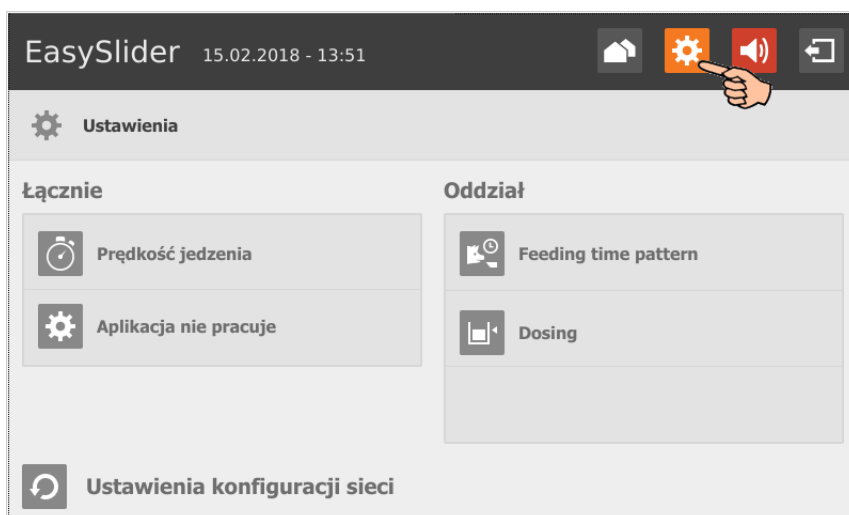 EasySlider 15.02.2018 - 13:51
Ustawienia
Łącznie
Prędkość jedzenia
Aplikacja nie pracuje
Oddział
Feeding time pattern
Dosing
Ustawienia konfiguracji sieci